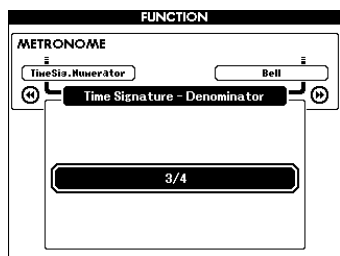 FUNCTION
METRONOME
TimeSig.Numerator Bell
Time Signature - Denominator
3/4